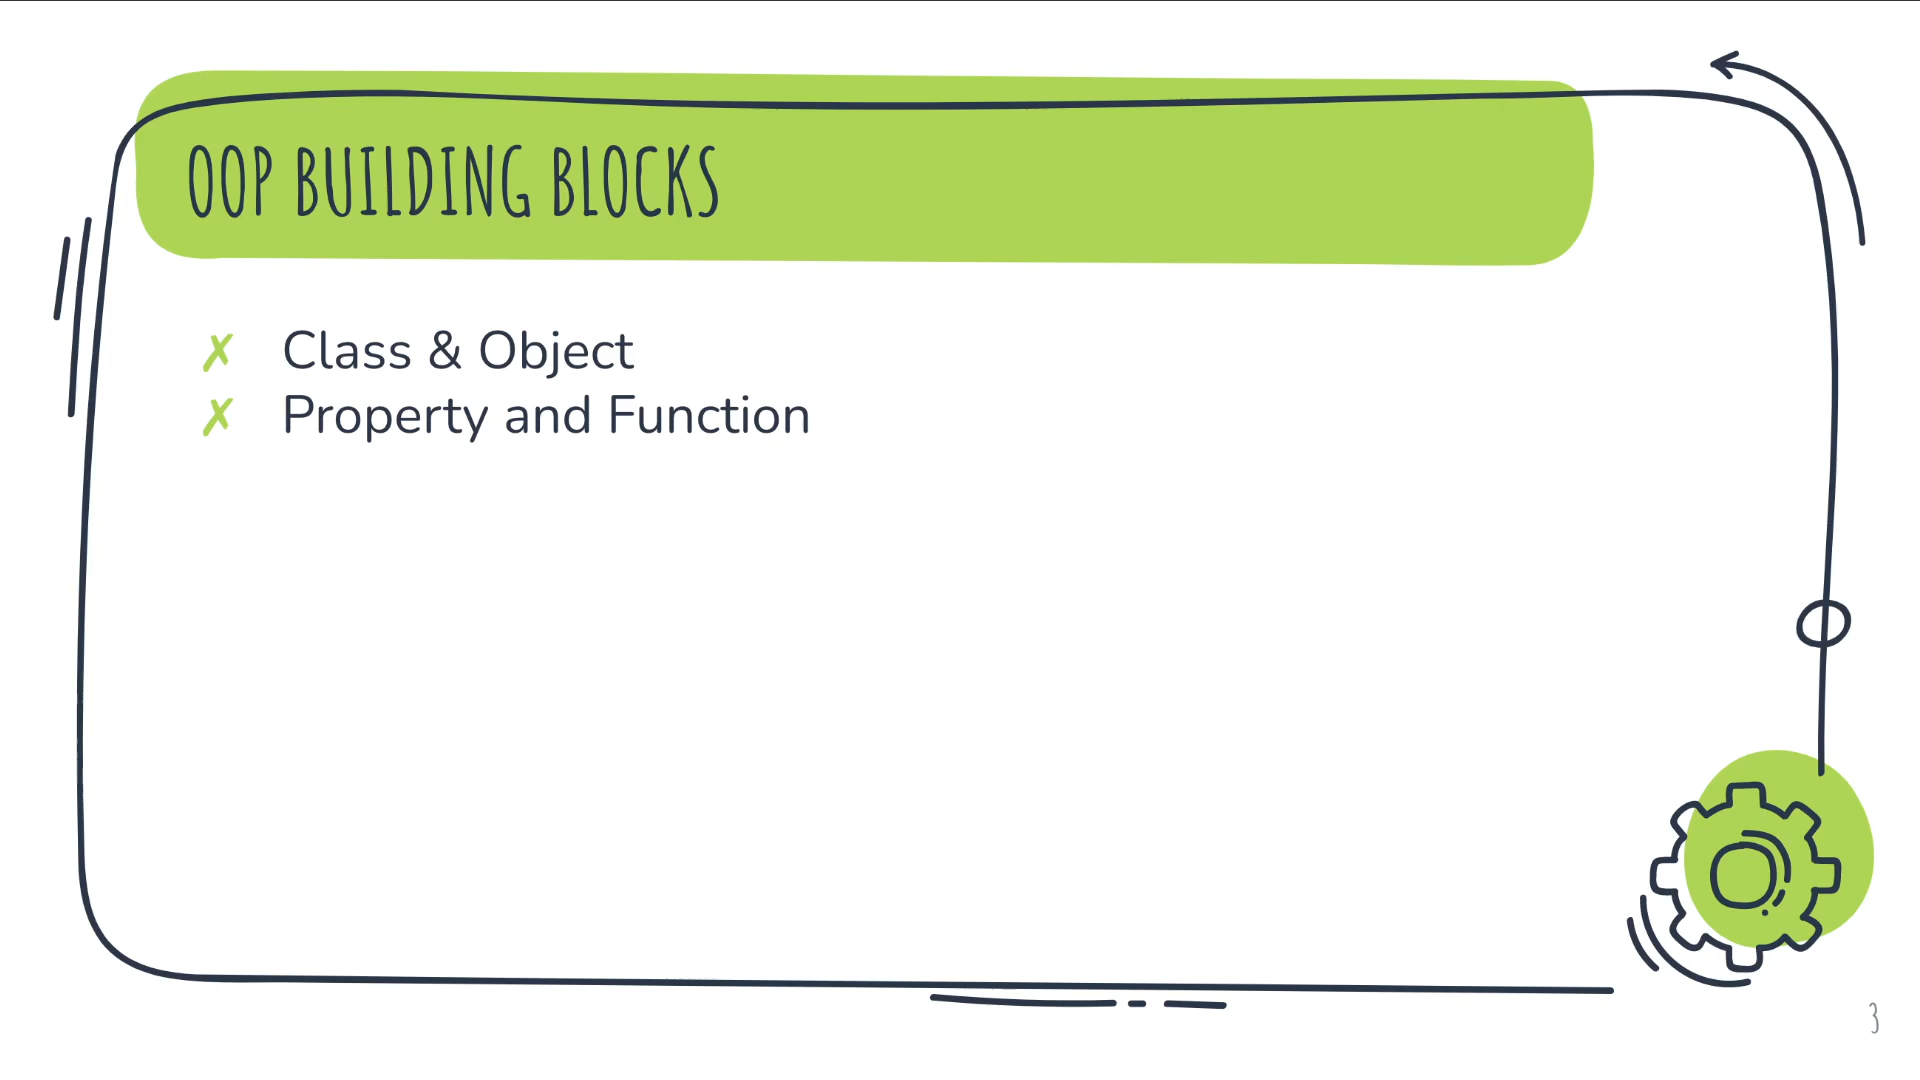 OOP BUILDING BLOCKS
✗ Class & Object
✗ Property and Function
3